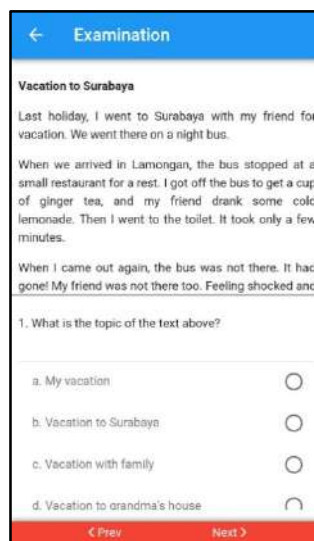 Examination
Vacation to Surabaya
Last holiday, I went to Surabaya with my friend for
vacation. We went there on a night bus.
When we arrived in Lamongan, the bus stopped at a
small restaurant for a rest. I got off the bus to get a cup
of ginger tea, and my friend drank some cold
lemonade. Then I went to the toilet. It took only a few
minutes.
When I came out again, the bus was not there. It had
gone! My friend was not there too. Feeling shocked and
1. What is the topic of the text above?
a. My vacation
b. Vacation to Surabaya
c. Vacation with family
d. Vacation to grandma's house
< Prev
Next >